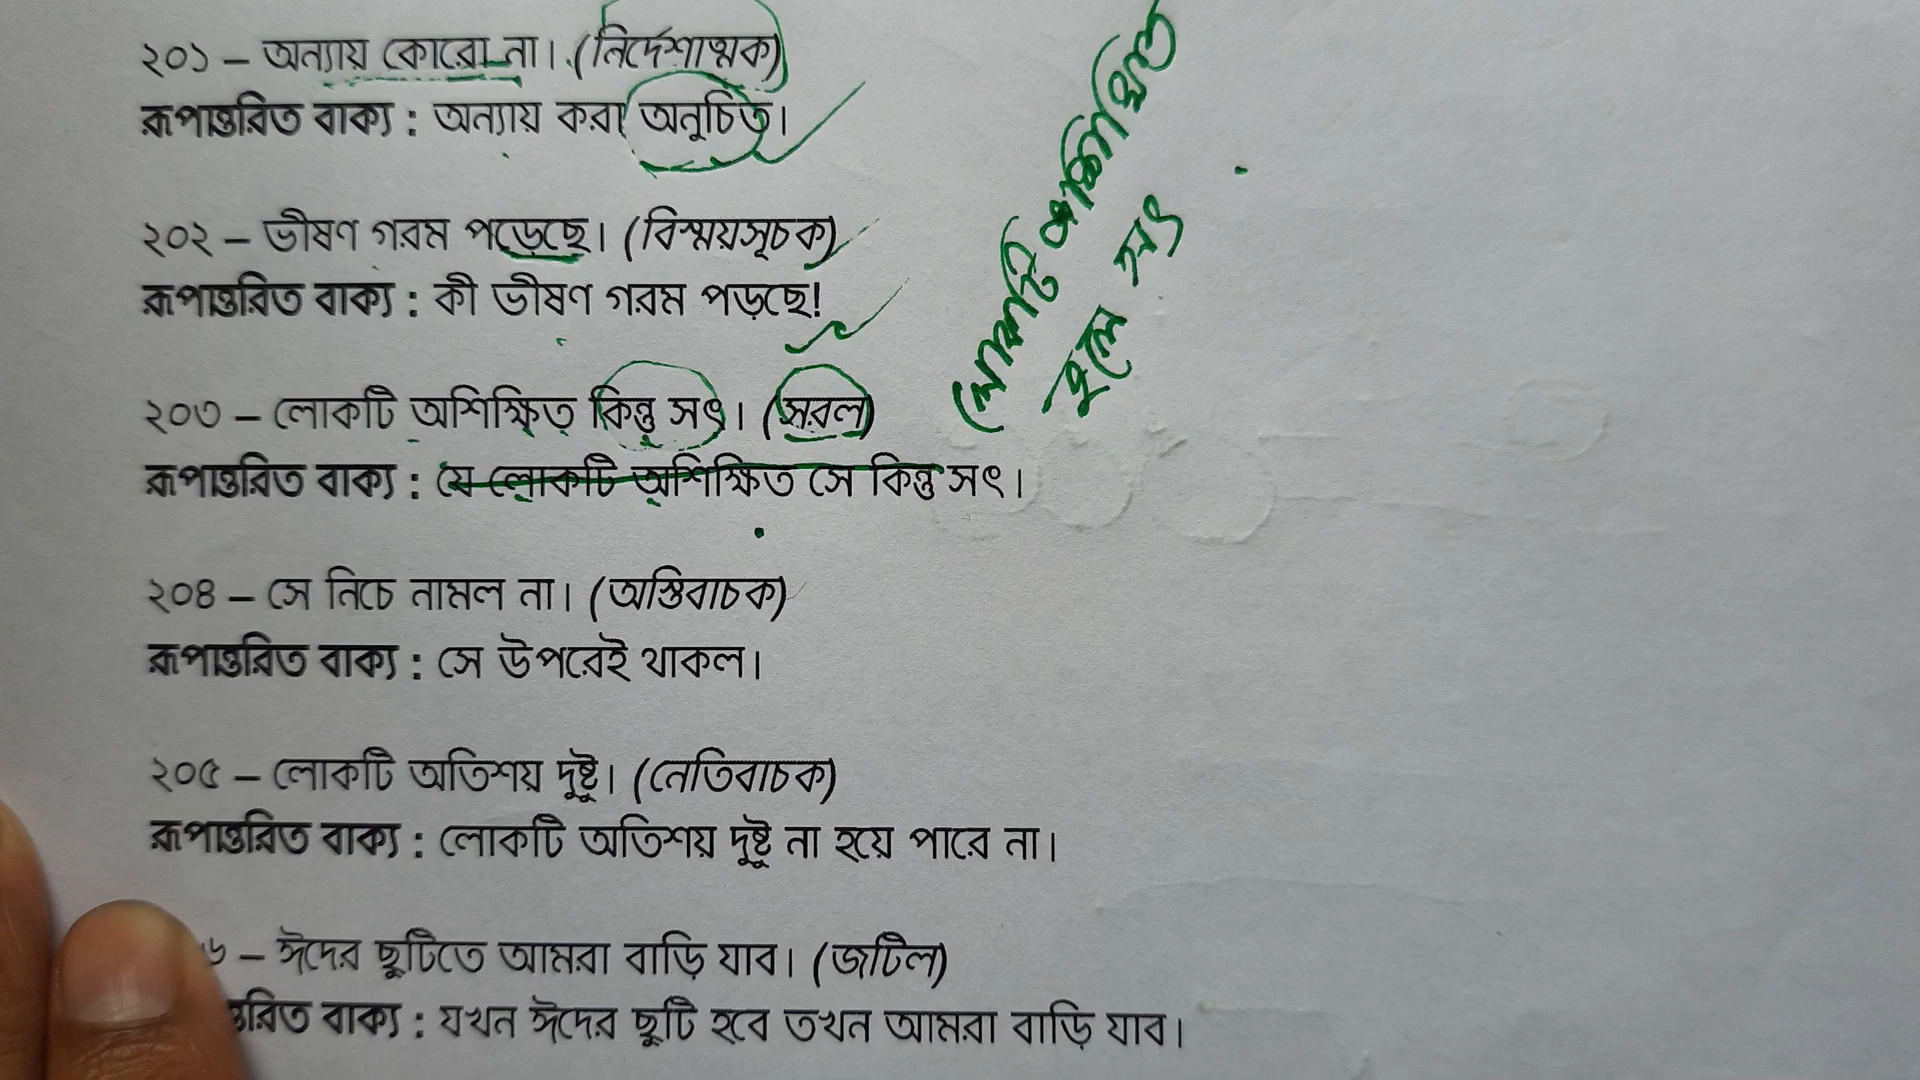 ২০১ – অন্যায় কোরো না। (নির্দেশাত্মক)
রূপান্তরিত বাক্য : অন্যায় করা অনুচিত।
২০২ – ভীষণ গরম পড়েছে। (বিস্ময়সূচক)
রূপান্তরিত বাক্য : কী ভীষণ গরম পড়ছে!
২০৩ – লোকটি অশিক্ষিত কিন্তু সৎ। (সরল)
রূপান্তরিত বাক্য : যে লোকটি অশিক্ষিত সে কিন্তু সৎ।
লোকটি অশিক্ষিত
হলে সৎ
২০৪ – সে নিচে নামল না। (অস্তিবাচক)
রূপান্তরিত বাক্য : সে উপরেই থাকল।
২০৫ – লোকটি অতিশয় দুষ্টু। (নেতিবাচক)
রূপান্তরিত বাক্য : লোকটি অতিশয় দুষ্টু না হয়ে পারে না।
৬ – ঈদের ছুটিতে আমরা বাড়ি যাব। (জটিল)
ন্তরিত বাক্য : যখন ঈদের ছুটি হবে তখন আমরা বাড়ি যাব।